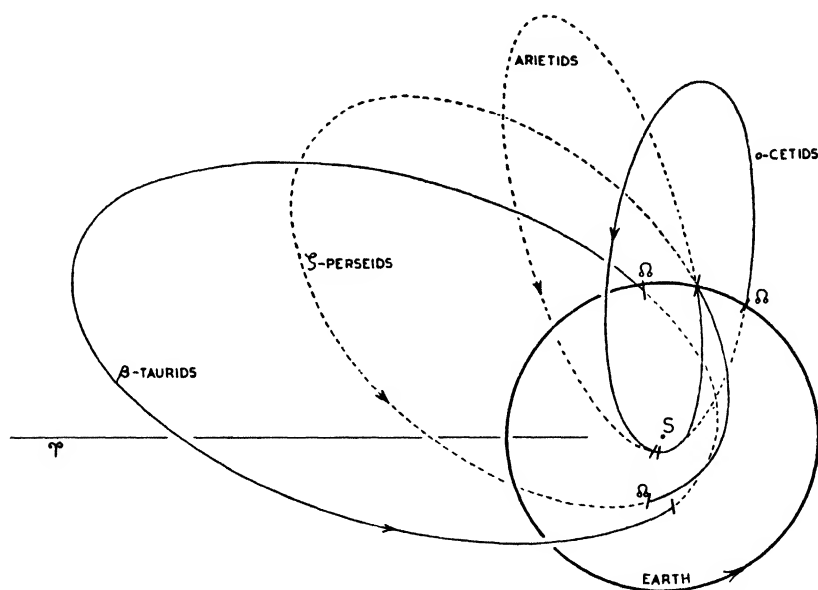 ARIETIDS
o-CETIDS
ζ-PERSEIDS
☊
☊
β-TAURIDS
S
♈
☊
EARTH